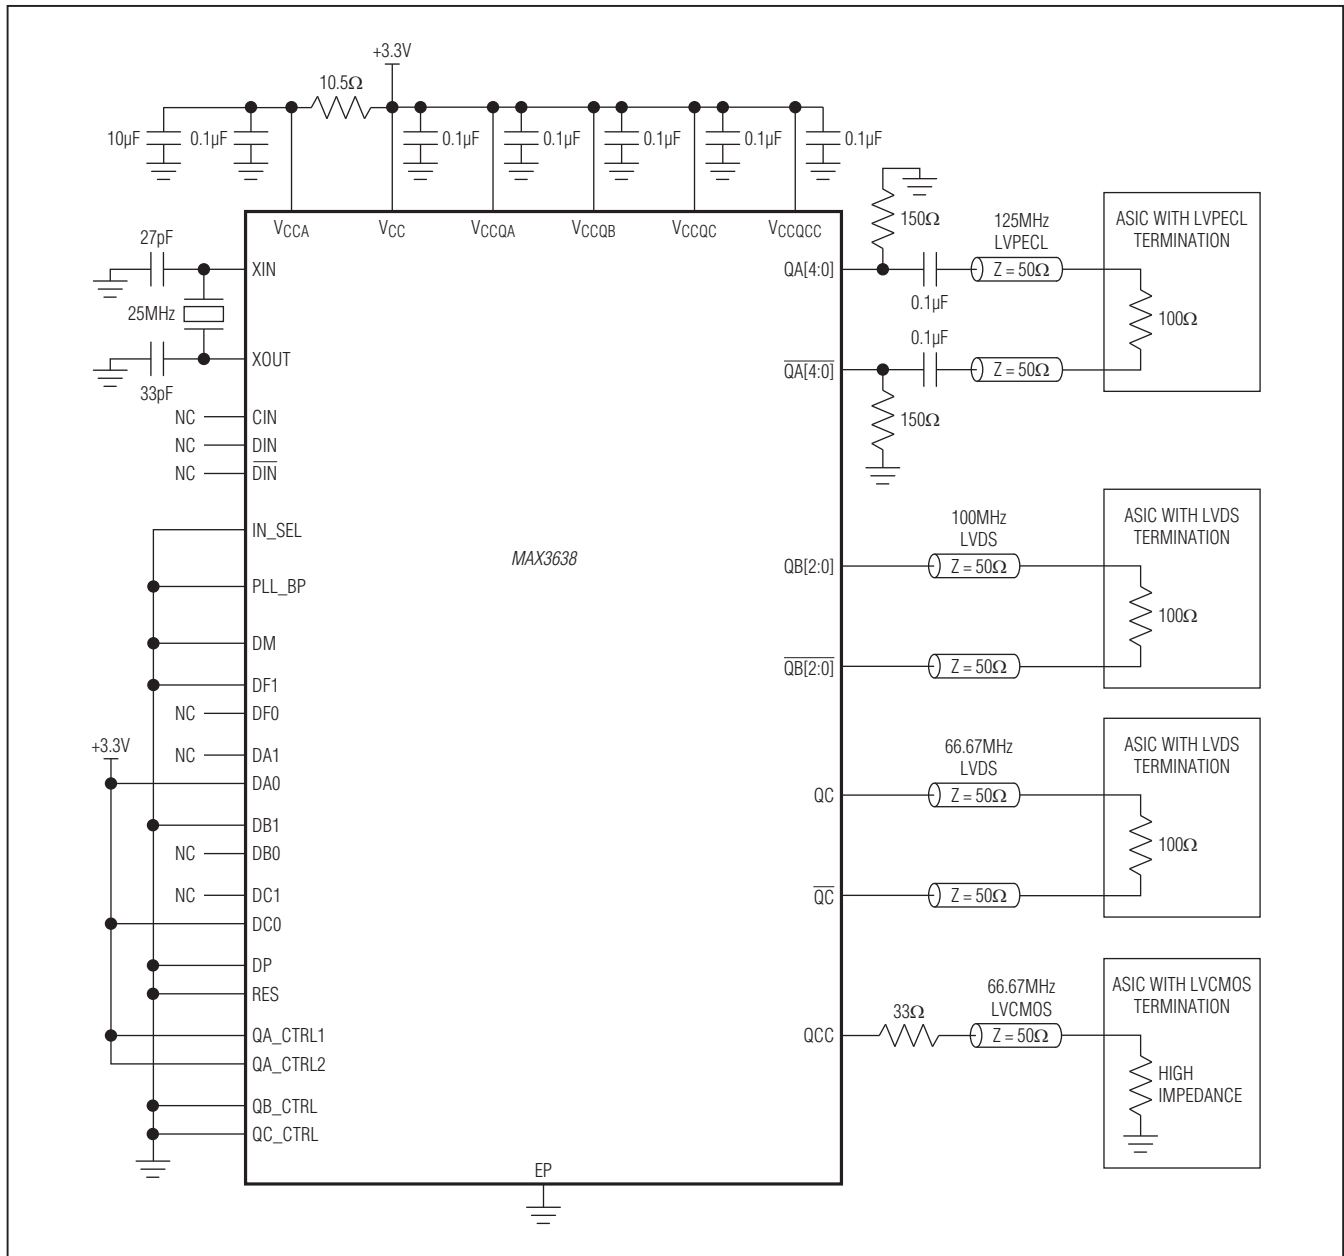 +3.3V
10.5Ω
10µF
0.1µF
0.1µF
0.1µF
0.1µF
0.1µF
0.1µF
VCCA
VCC
VCCQA
VCCQB
VCCQC
VCCQCC
27pF
XIN
25MHz
XOUT
33pF
NC
CIN
NC
DIN
NC
DIN
IN_SEL
PLL_BP
DM
DF1
NC
DF0
+3.3V
NC
DA1
DA0
DB1
NC
DB0
NC
DC1
DC0
DP
RES
QA_CTRL1
QA_CTRL2
QB_CTRL
QC_CTRL
MAX3638
EP
QA[4:0]
150Ω
0.1µF
125MHz
LVPECL
Z = 50Ω
ASIC WITH LVPECL
TERMINATION
100Ω
QA[4:0]
0.1µF
Z = 50Ω
150Ω
QB[2:0]
100MHz
LVDS
Z = 50Ω
ASIC WITH LVDS
TERMINATION
100Ω
QB[2:0]
Z = 50Ω
QC
66.67MHz
LVDS
Z = 50Ω
ASIC WITH LVDS
TERMINATION
100Ω
QC
Z = 50Ω
QCC
33Ω
66.67MHz
LVCMOS
Z = 50Ω
ASIC WITH LVCMOS
TERMINATION
HIGH
IMPEDANCE